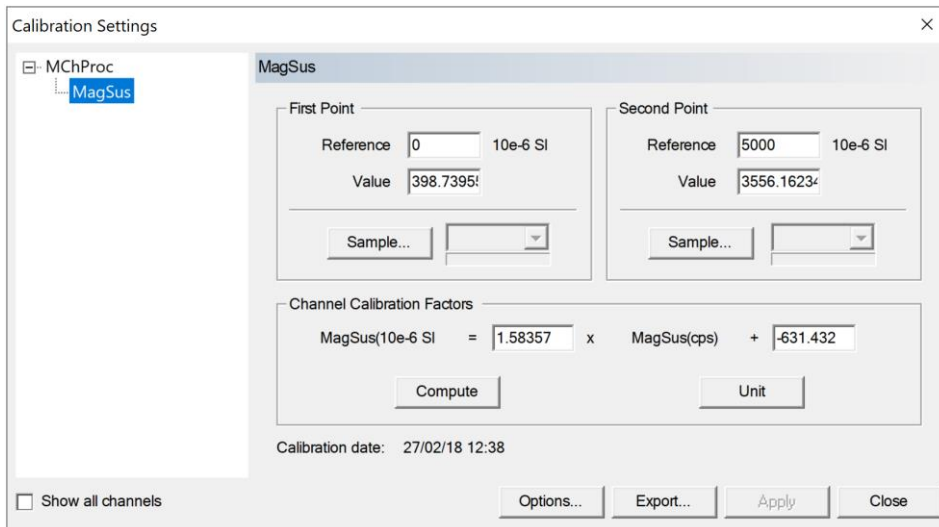 Calibration Settings
MChProc
MagSus
MagSus
First Point
Reference 0 10e-6 SI
Value 398.73955
Sample...
Second Point
Reference 5000 10e-6 SI
Value 3556.16234
Sample...
Channel Calibration Factors
MagSus(10e-6 SI = 1.58357 x MagSus(cps) + -631.432
Compute Unit
Calibration date: 27/02/18 12:38
Show all channels
Options... Export... Apply Close